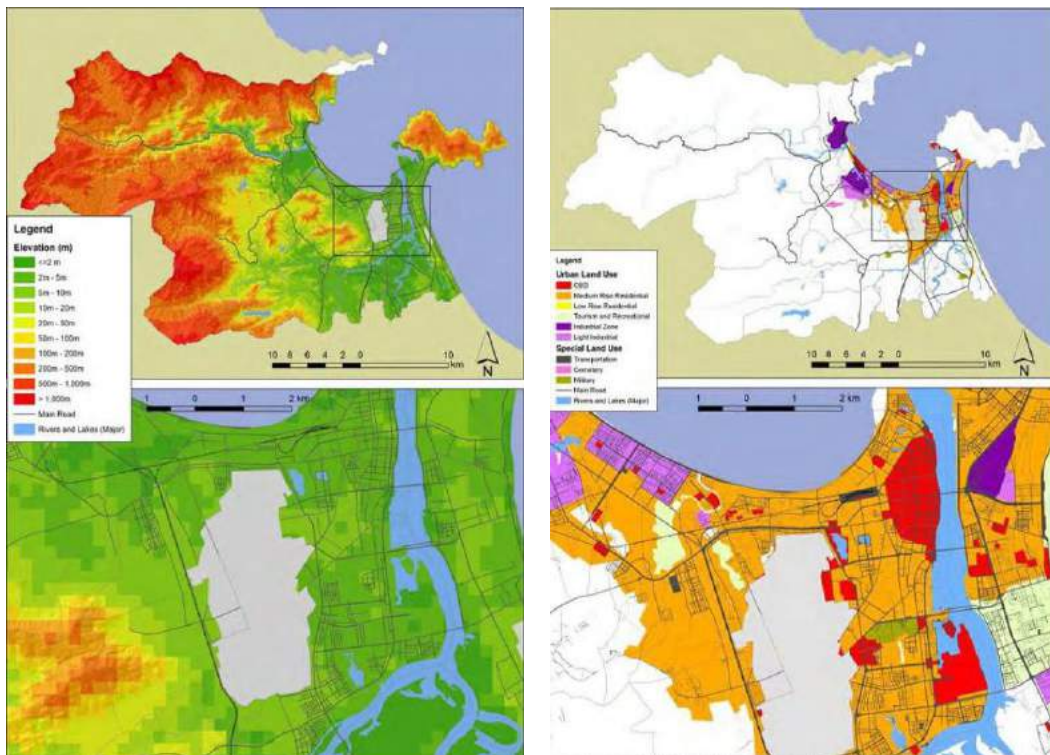 Legend
Elevation (m)
<=2 m
2m - 5m
5m - 10m
10m - 20m
20m - 50m
50m - 100m
100m - 200m
200m - 500m
500m - 1,000m
> 1,000m
Main Road
Rivers and Lakes (Major)
10 8 6 4 2 0 10
km
N
1 0 2 km
Legend
Urban Land Use
CBD
Medium Rise Residential
Low Rise Residential
Tourism and Recreational
Industrial Zone
Light Industrial
Special Land Use
Transportation
Cemetery
Military
Main Road
Rivers and Lakes (Major)
10 8 6 4 2 0 10
km
N
1 0 2 km